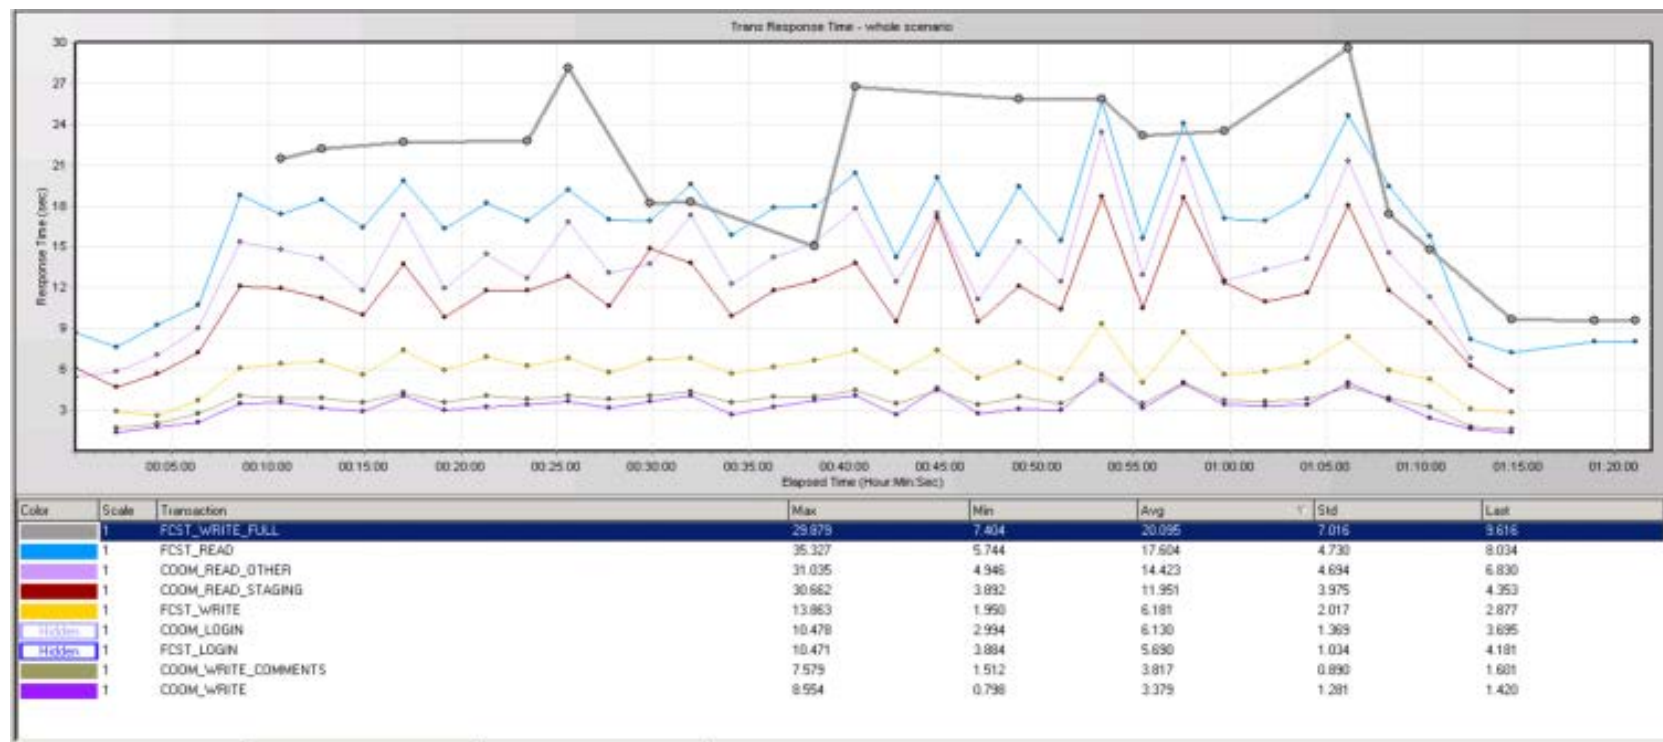 Trans Response Time - whole scenario
30
27
24
21
18
15
12
9
6
3
Response Time (sec)
00:05:00 00:10:00 00:15:00 00:20:00 00:25:00 00:30:00 00:35:00 00:40:00 00:45:00 00:50:00 00:55:00 01:00:00 01:05:00 01:10:00 01:15:00 01:20:00
Elapsed Time (Hour:Min:Sec)
Color Scale Transaction Max Min Avg Std Last
1 FCST_WRITE_FULL 29.979 7.404 20.095 7.016 9.616
1 FCST_READ 35.327 5.744 17.604 4.730 8.034
1 COOM_READ_OTHER 31.035 4.946 14.423 4.694 6.830
1 COOM_READ_STAGING 30.662 3.892 11.951 3.975 4.353
1 FCST_WRITE 13.863 1.950 6.181 2.017 2.877
Hidden 1 COOM_LOGIN 10.478 2.994 6.130 1.369 3.695
Hidden 1 FCST_LOGIN 10.471 3.884 5.690 1.034 4.181
1 COOM_WRITE_COMMENTS 7.579 1.512 3.817 0.890 1.601
1 COOM_WRITE 8.554 0.798 3.379 1.281 1.420